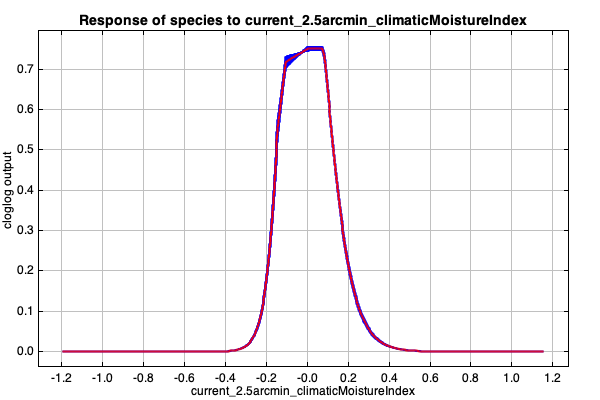 Response of species to current_2.5arcmin_climaticMoistureIndex
0.7
0.6
0.5
0.4
0.3
0.2
0.1
0.0
cloglog output
-1.2 -1.0 -0.8 -0.6 -0.4 -0.2 -0.0 0.2 0.4 0.6 0.8 1.0 1.2
current_2.5arcmin_climaticMoistureIndex